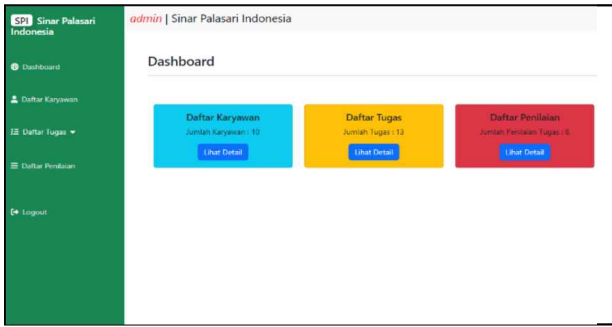 SPI Sinar Palasari
Indonesia
admin | Sinar Palasari Indonesia
Dashboard
Daftar Karyawan
Daftar Tugas
Daftar Penilaian
Logout
Dashboard
Daftar Karyawan
Jumlah Karyawan : 10
Lihat Detail
Daftar Tugas
Jumlah Tugas : 13
Lihat Detail
Daftar Penilaian
Jumlah Penilaian Tugas :
Lihat Detail